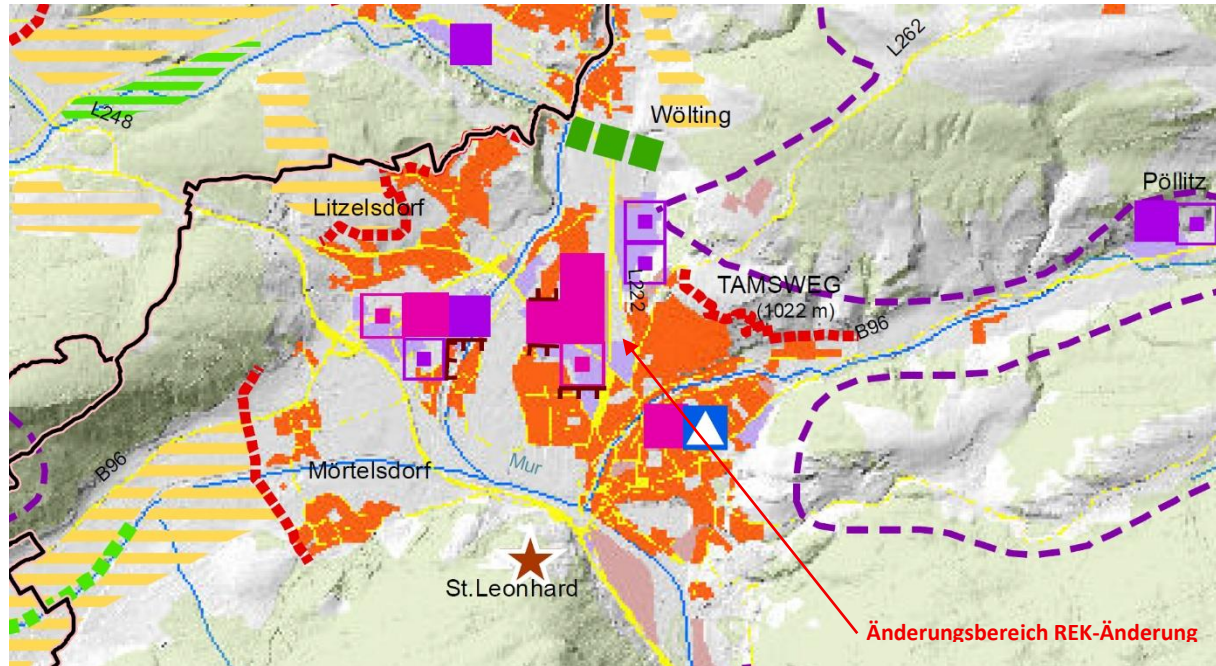 L262
Wölting
L248
Pöllitz
Litzelsdorf
L222
TAMSWEG
(1022 m)
B96
B96
Mur
Mörtelsdorf
St.Leonhard
Änderungsbereich REK-Änderung